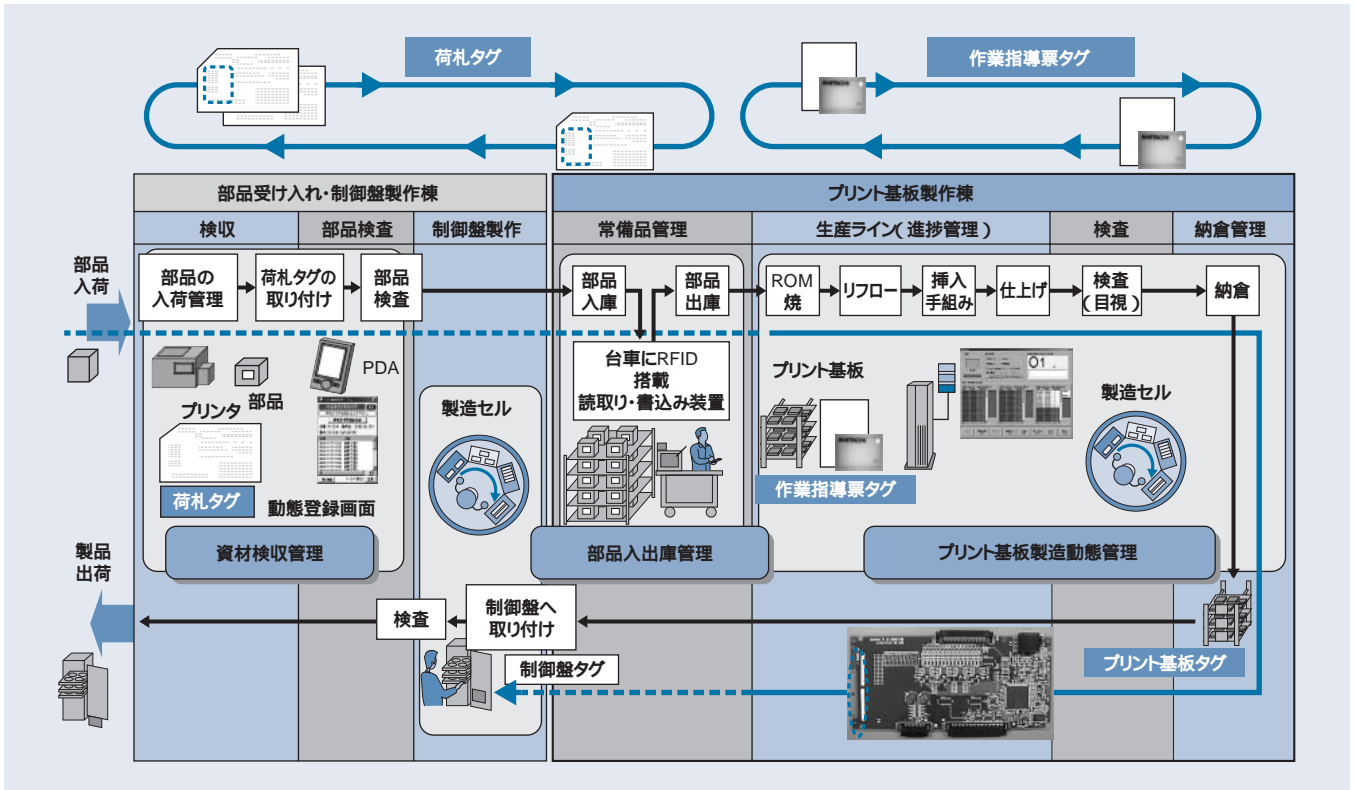 荷札タグ
作業指導票タグ
部品受け入れ・制御盤製作棟
プリント基板製作棟
検収
部品検査
制御盤製作
常備品管理
生産ライン(進捗管理)
検査
納倉管理
部品
入荷
部品の
入荷管理
荷札タグの
取り付け
部品
検査
部品
入庫
部品
出庫
ROM
焼
リフロー
挿入
手組み
仕上げ
検査
(目視)
納倉
台車にRFID
搭載
読取り・書込み装置
PDA
プリンタ
部品
荷札タグ
動態登録画面
製造セル
プリント基板
作業指導票タグ
製造セル
資材検収管理
部品入出庫管理
プリント基板製造動態管理
製品
出荷
検査
制御盤へ
取り付け
制御盤タグ
プリント基板タグ